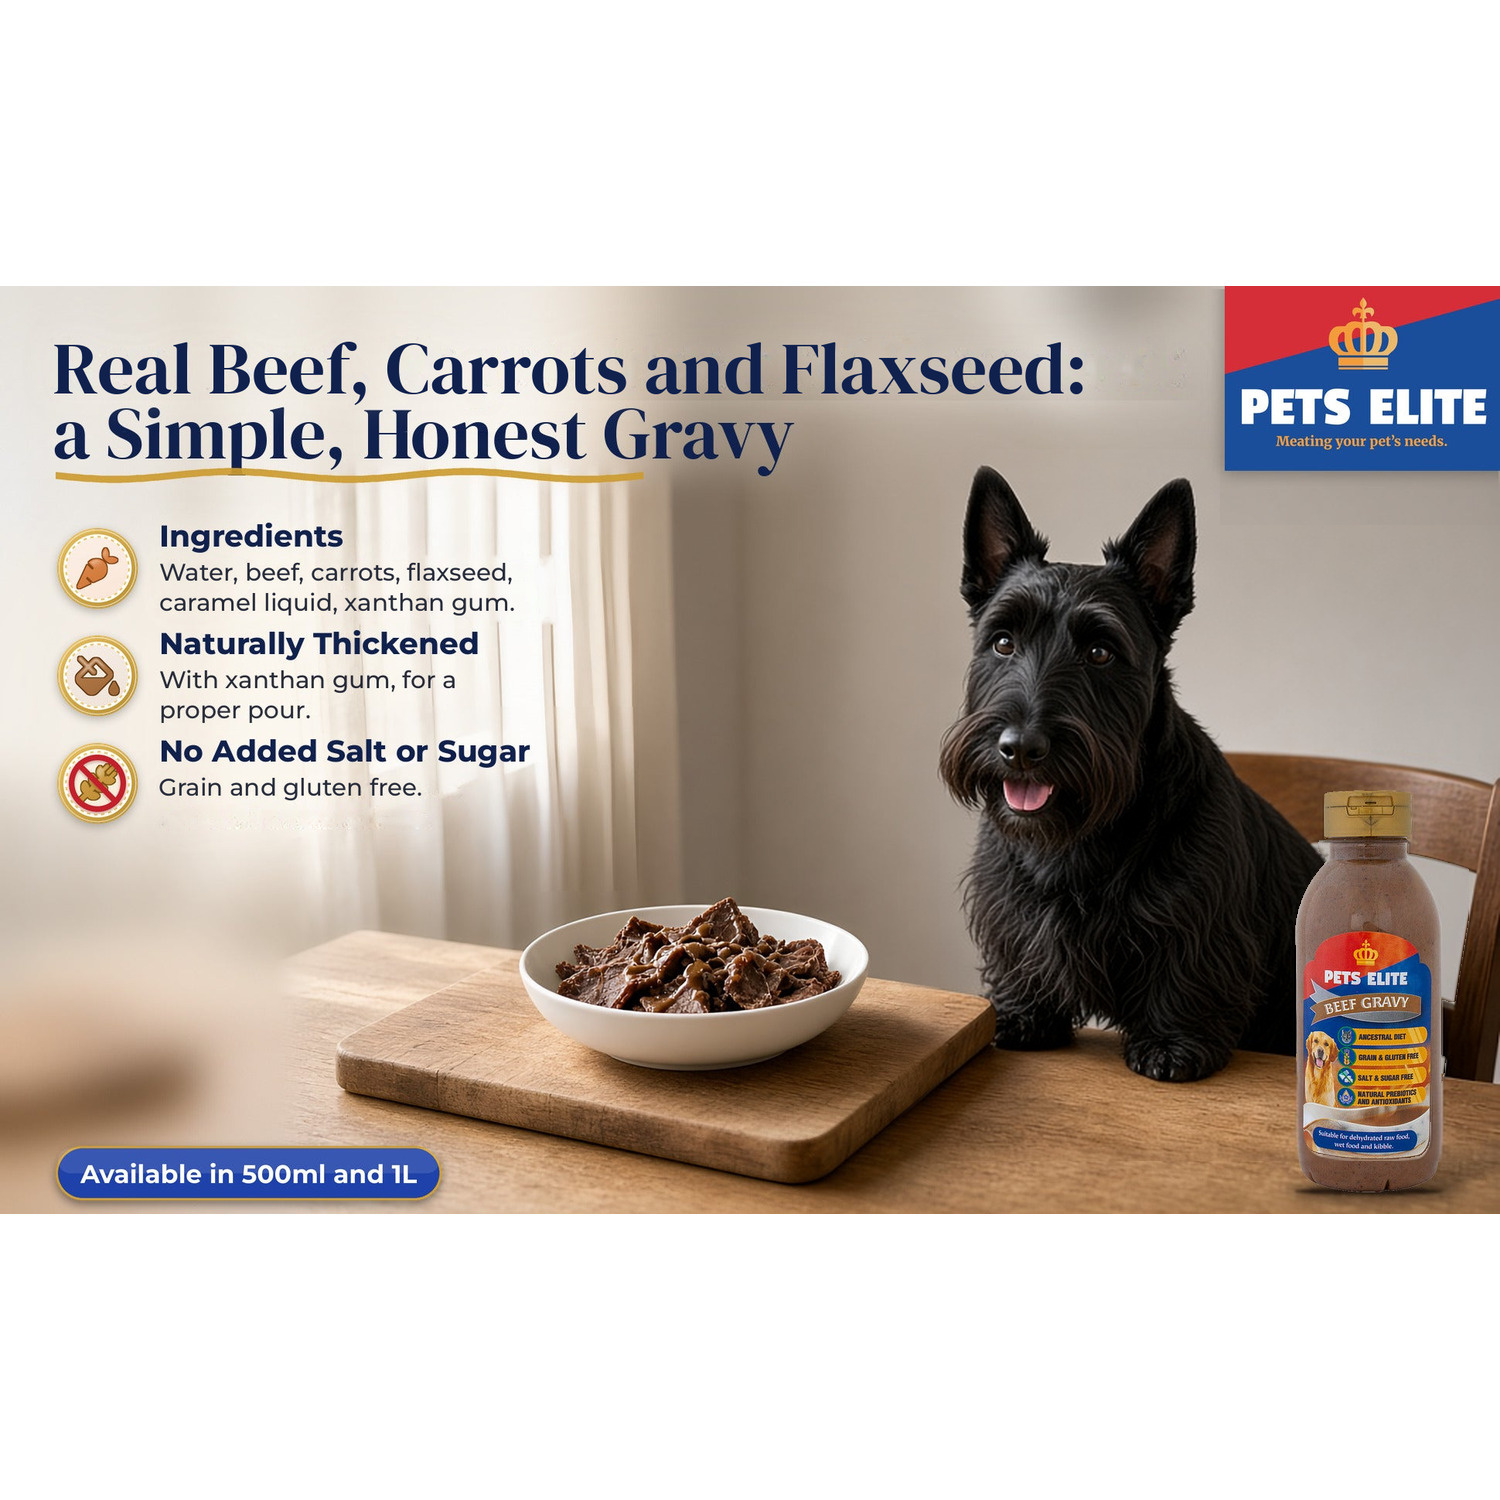 Real Beef, Carrots and Flaxseed:
a Simple, Honest Gravy
PETS ELITE
Meating your pet's needs.
Ingredients
Water, beef, carrots, flaxseed,
caramel liquid, xanthan gum.
Naturally Thickened
With xanthan gum, for a
proper pour.
No Added Salt or Sugar
Grain and gluten free.
PETS ELITE
BEEF GRAVY
ANCESTRAL DIET
GRAIN & GLUTEN FREE
SALT & SUGAR FREE
NATURAL PREBIOTICS
AND ANTIOXIDANTS
Suitable for dehydrated raw food,
wet food and kibble.
Available in 500ml and 1L